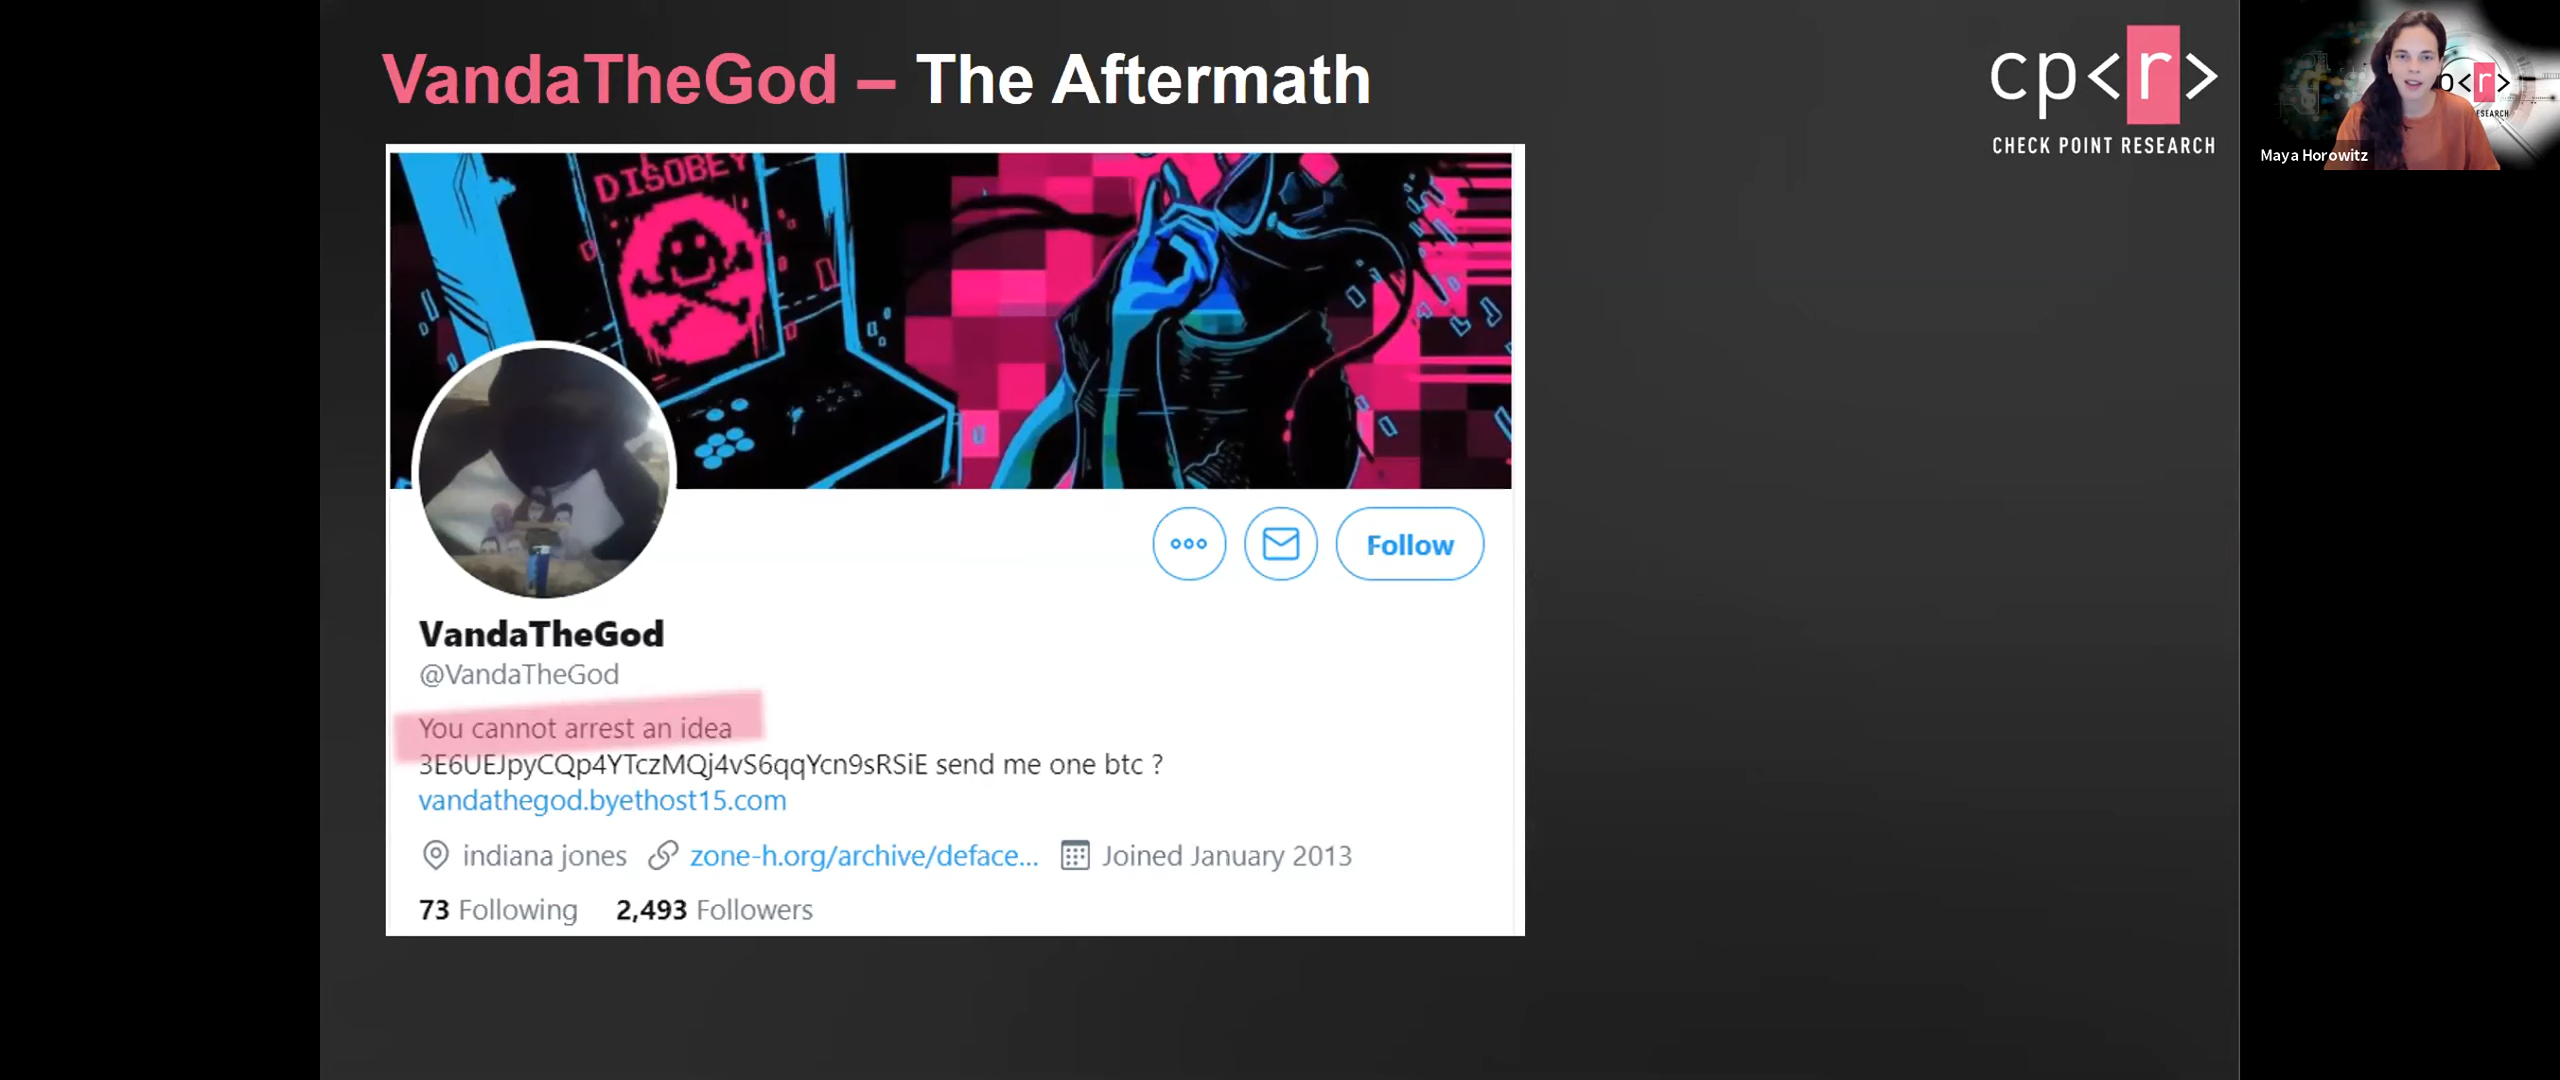 VandaTheGod – The Aftermath
cp<r>
CHECK POINT RESEARCH
Maya Horowitz
DISOBEY
VandaTheGod
@VandaTheGod
You cannot arrest an idea
3E6UEJpyCQp4YTczMQj4vS6qqYcn9sRSiE send me one btc ?
vandathegod.byethost15.com
indiana jones zone-h.org/archive/deface... Joined January 2013
73 Following 2,493 Followers
Follow